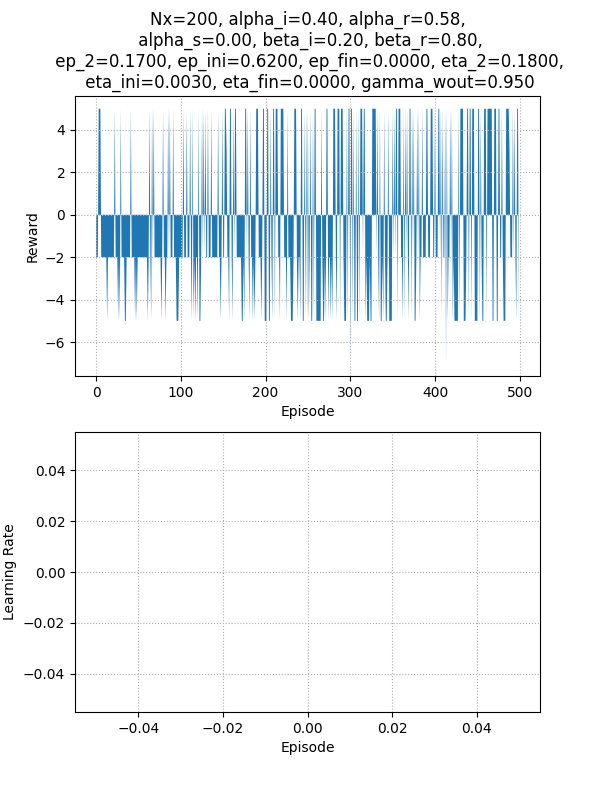 Nx=200, alpha_i=0.40, alpha_r=0.58,
alpha_s=0.00, beta_i=0.20, beta_r=0.80,
ep_2=0.1700, ep_ini=0.6200, ep_fin=0.0000, eta_2=0.1800,
eta_ini=0.0030, eta_fin=0.0000, gamma_wout=0.950
4
2
0
−2
−4
−6
Reward
0 100 200 300 400 500
Episode
0.04
0.02
0.00
−0.02
−0.04
Learning Rate
−0.04 −0.02 0.00 0.02 0.04
Episode